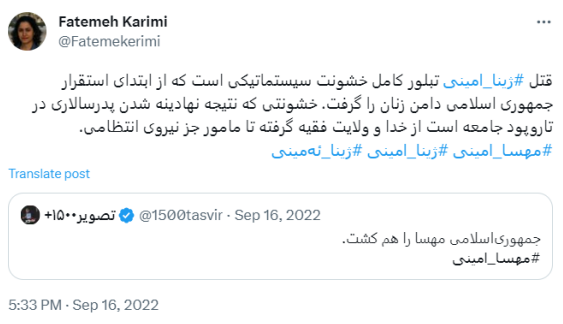 Fatemeh Karimi
@Fatemekerimi
قتل #ژینا_امینی تبلور کامل خشونت سیستماتیکی است که از ابتدای استقرار
جمهوری اسلامی دامن زنان را گرفت. خشونتی که نتیجه نهادینه شدن پدرسالاری در
تاروپود جامعه است از خدا و ولایت فقیه گرفته تا مامور جز نیروی انتظامی.
#مهسا_امینی #ژینا_امینی #ژینا_ئەمینی
Translate post
+۱۵۰۰تصویر @1500tasvir · Sep 16, 2022
جمهوری‌اسلامی مهسا را هم کشت.
#مهسا_امینی
5:33 PM · Sep 16, 2022